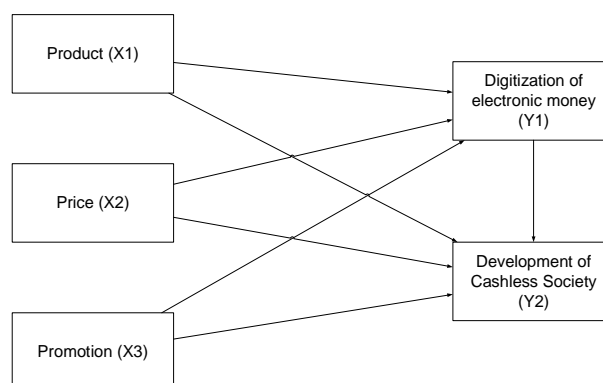 Product (X1)
Digitization of
electronic money
(Y1)
Price (X2)
Development of
Cashless Society
(Y2)
Promotion (X3)